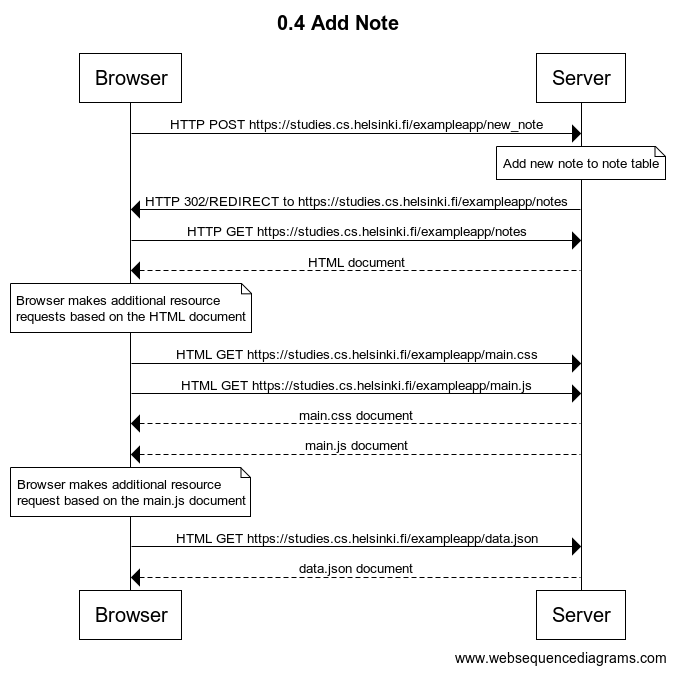 0.4 Add Note
Browser
Server
HTTP POST https://studies.cs.helsinki.fi/exampleapp/new_note
Add new note to note table
HTTP 302/REDIRECT to https://studies.cs.helsinki.fi/exampleapp/notes
HTTP GET https://studies.cs.helsinki.fi/exampleapp/notes
HTML document
Browser makes additional resource
requests based on the HTML document
HTML GET https://studies.cs.helsinki.fi/exampleapp/main.css
HTML GET https://studies.cs.helsinki.fi/exampleapp/main.js
main.css document
main.js document
Browser makes additional resource
request based on the main.js document
HTML GET https://studies.cs.helsinki.fi/exampleapp/data.json
data.json document
Browser
Server
www.websequencediagrams.com